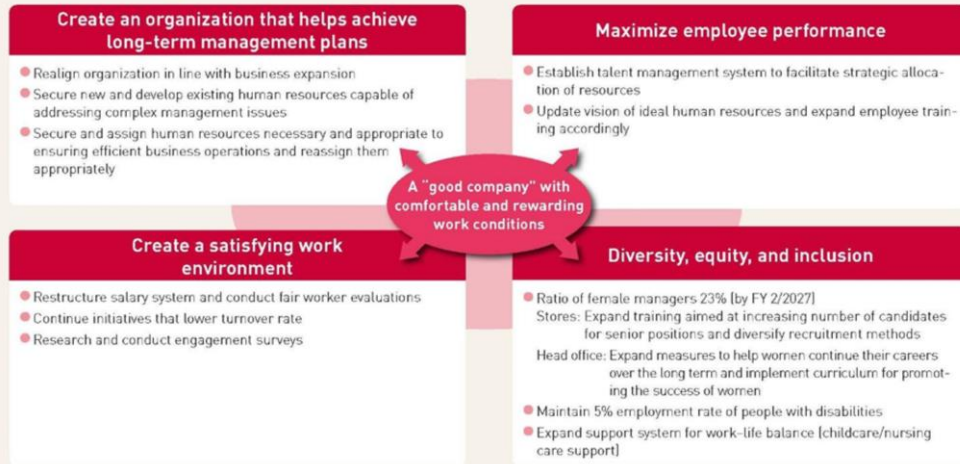 Create an organization that helps achieve
long-term management plans
Realign organization in line with business expansion
Secure new and develop existing human resources capable of
addressing complex management issues
Secure and assign human resources necessary and appropriate to
ensuring efficient business operations and reassign them
appropriately
Maximize employee performance
Establish talent management system to facilitate strategic alloca-
tion of resources
Update vision of ideal human resources and expand employee train-
ing accordingly
A "good company" with
comfortable and rewarding
work conditions
Create a satisfying work
environment
Restructure salary system and conduct fair worker evaluations
Continue initiatives that lower turnover rate
Research and conduct engagement surveys
Diversity, equity, and inclusion
Ratio of female managers 23% (by FY 2/2027)
Stores: Expand training aimed at increasing number of candidates
for senior positions and diversify recruitment methods
Head office: Expand measures to help women continue their careers
over the long term and implement curriculum for promot-
ing the success of women
Maintain 5% employment rate of people with disabilities
Expand support system for work-life balance (childcare/nursing
care support)